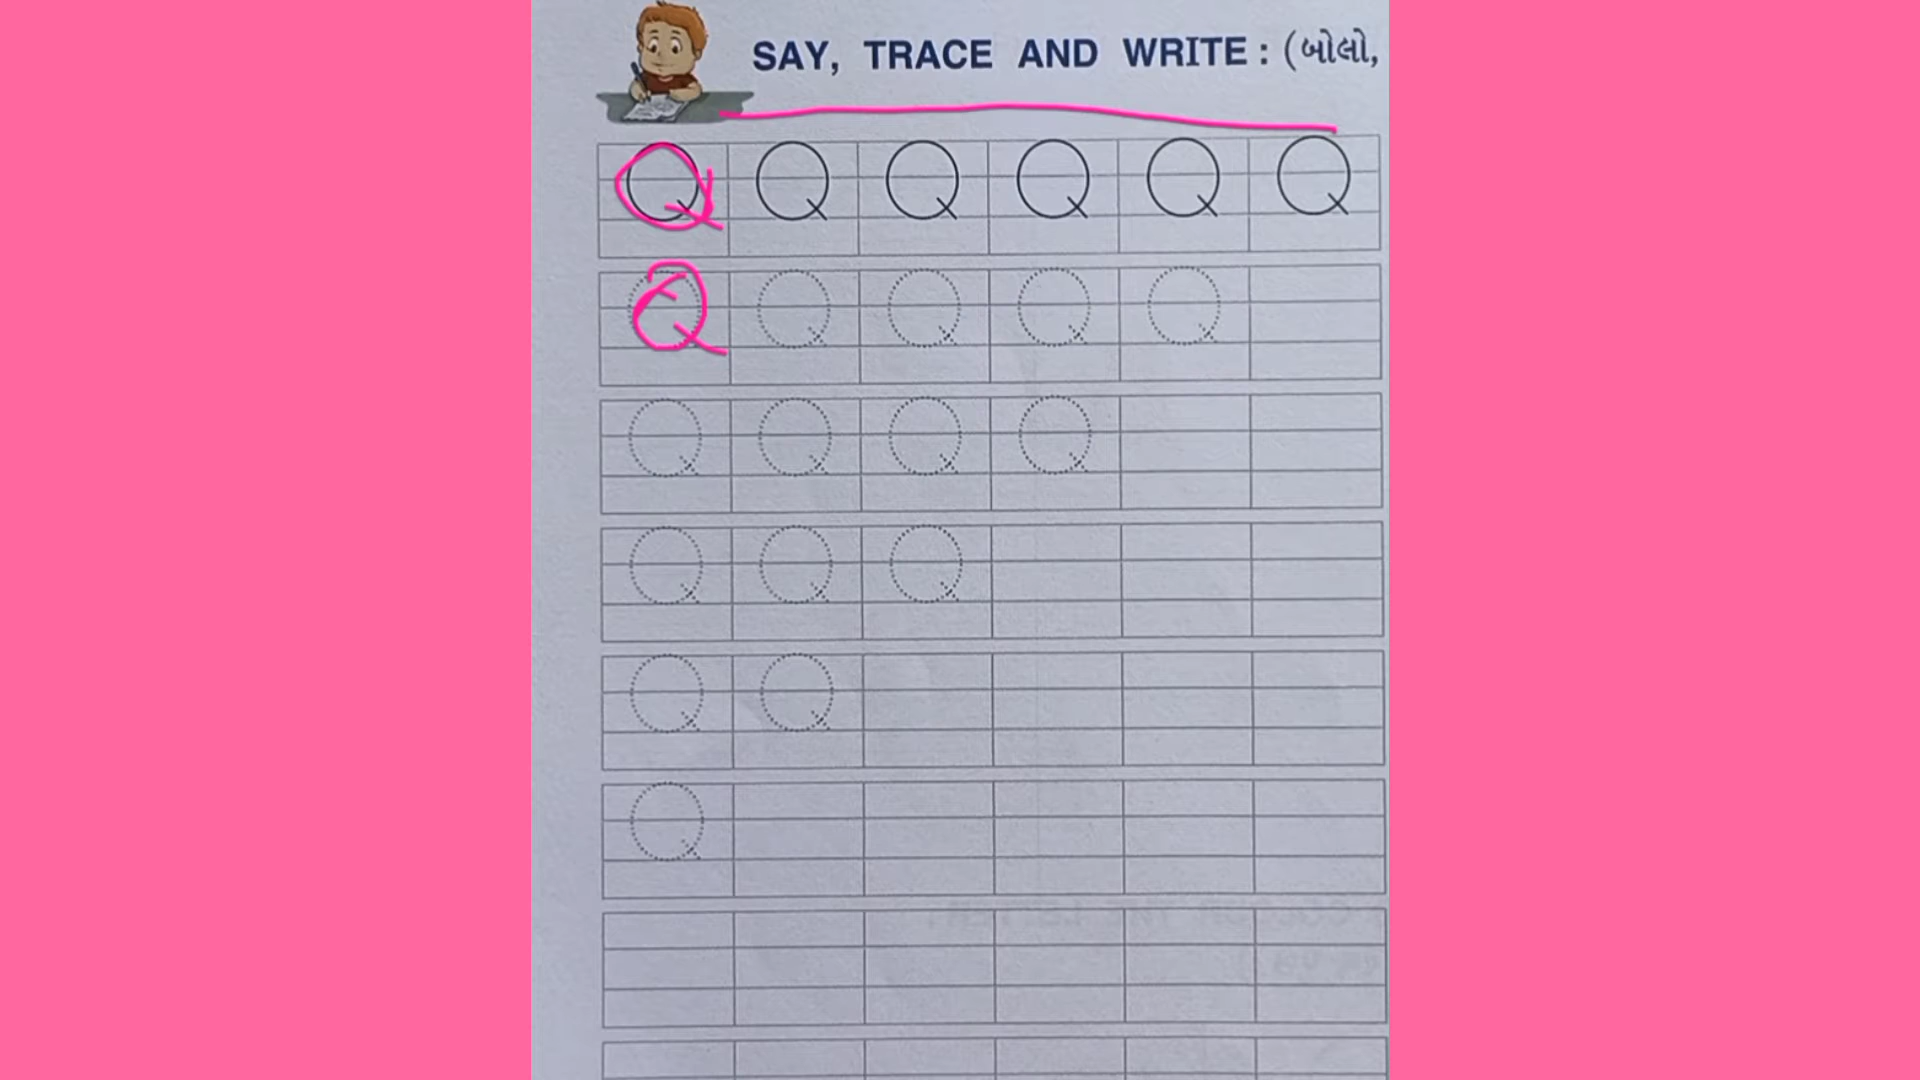 SAY, TRACE AND WRITE : (બોલો,
Q Q Q Q Q Q
Q Q Q Q Q
Q Q Q Q
Q Q Q
Q Q
Q